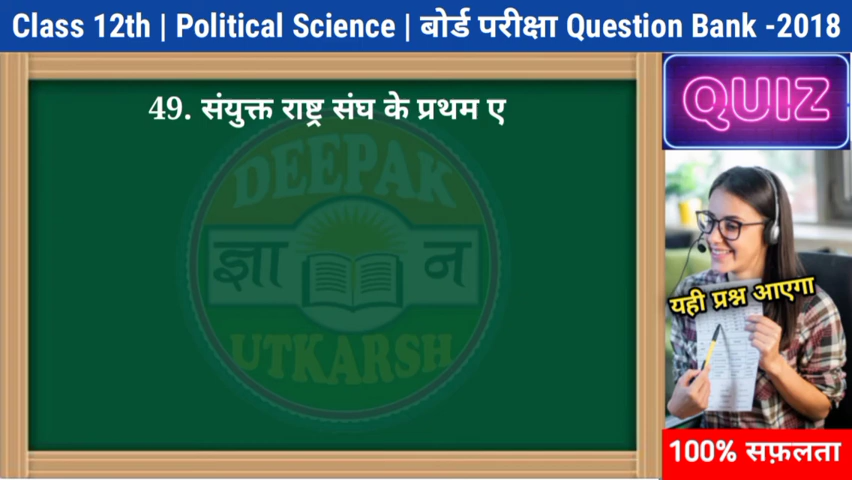 Class 12th | Political Science | बोर्ड परीक्षा Question Bank -2018
49. संयुक्त राष्ट्र संघ के प्रथम ए
QUIZ
DEEPAK
ज्ञा न
UTKARSH
यही प्रश्न आएगा
100% सफ़लता